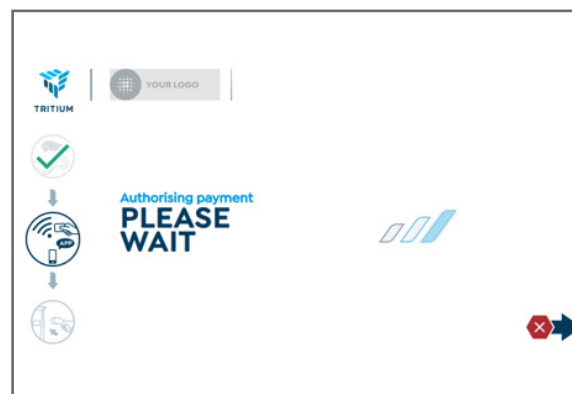 TRITIUM
YOUR LOGO
Authorising payment
PLEASE
WAIT
APP